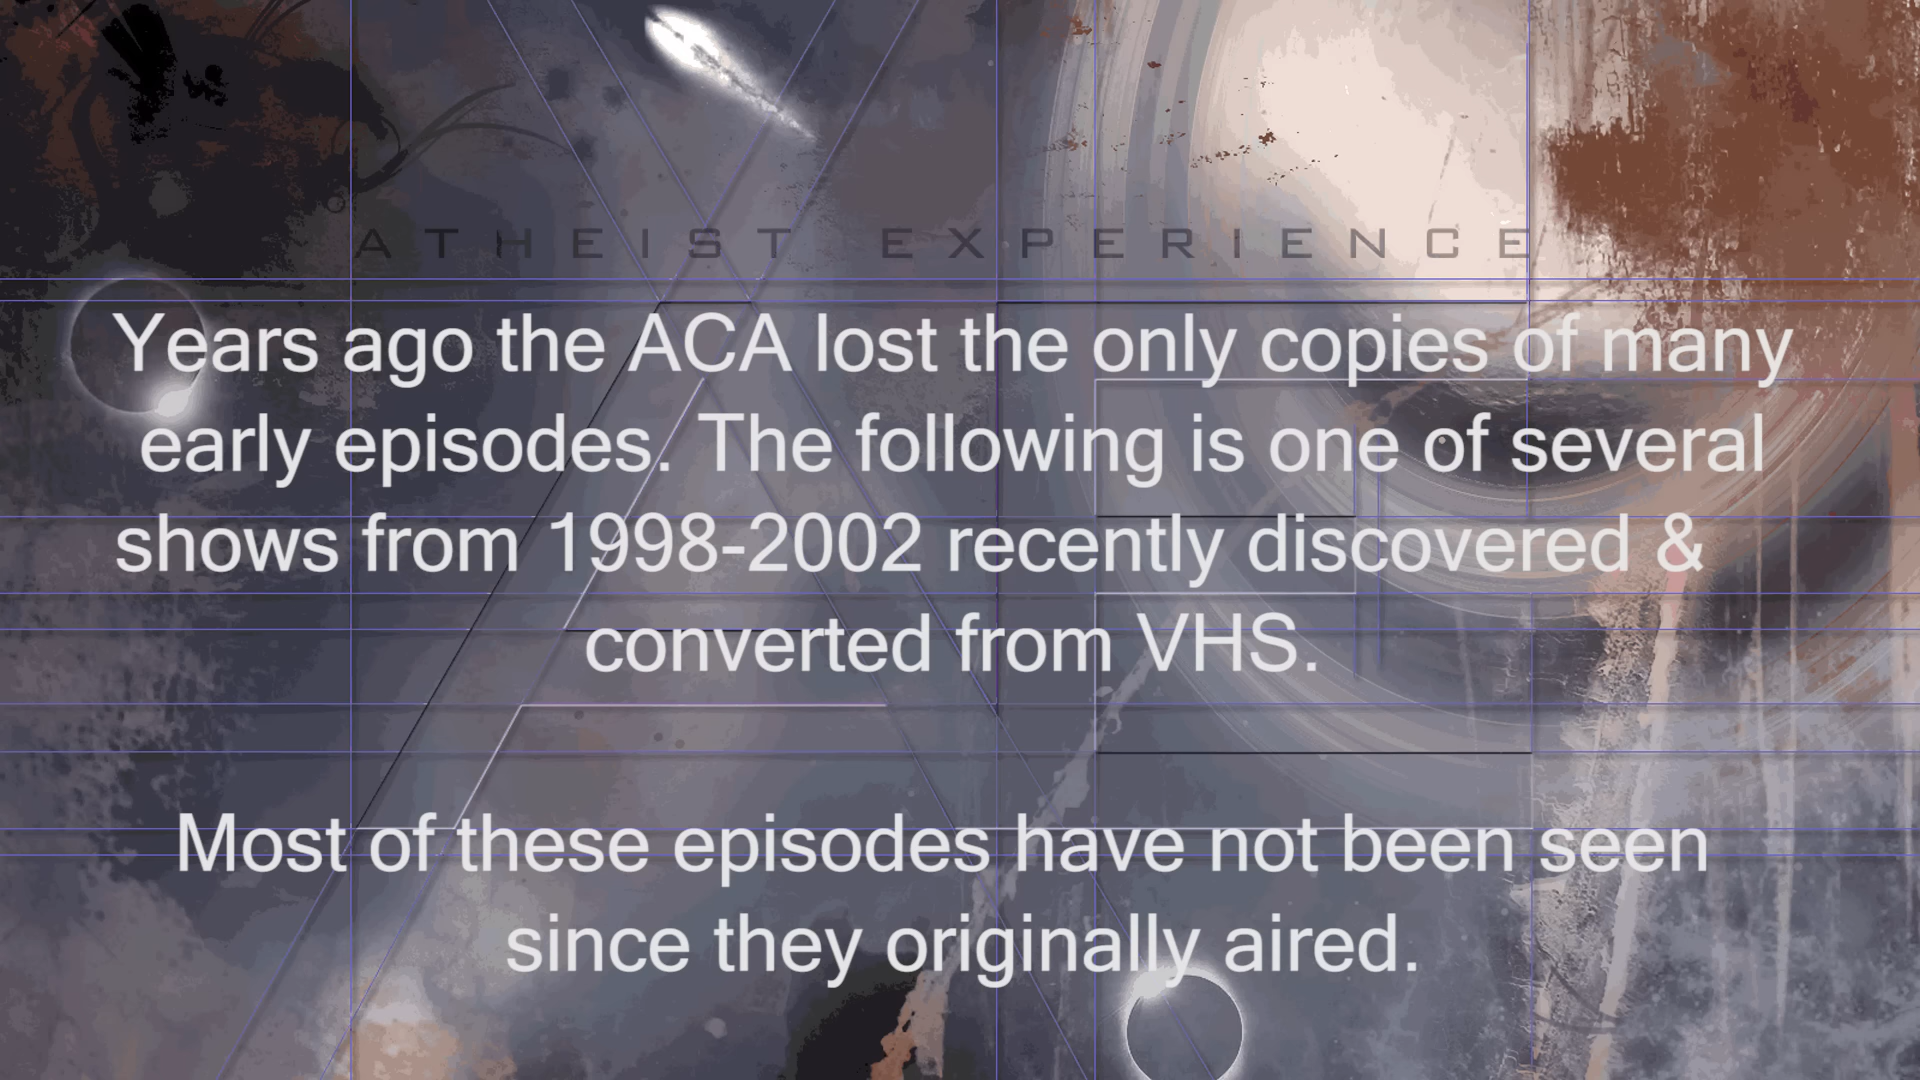 ATHEIST EXPERIENCE
Years ago the ACA lost the only copies of many
early episodes. The following is one of several
shows from 1998-2002 recently discovered &
converted from VHS.
Most of these episodes have not been seen
since they originally aired.